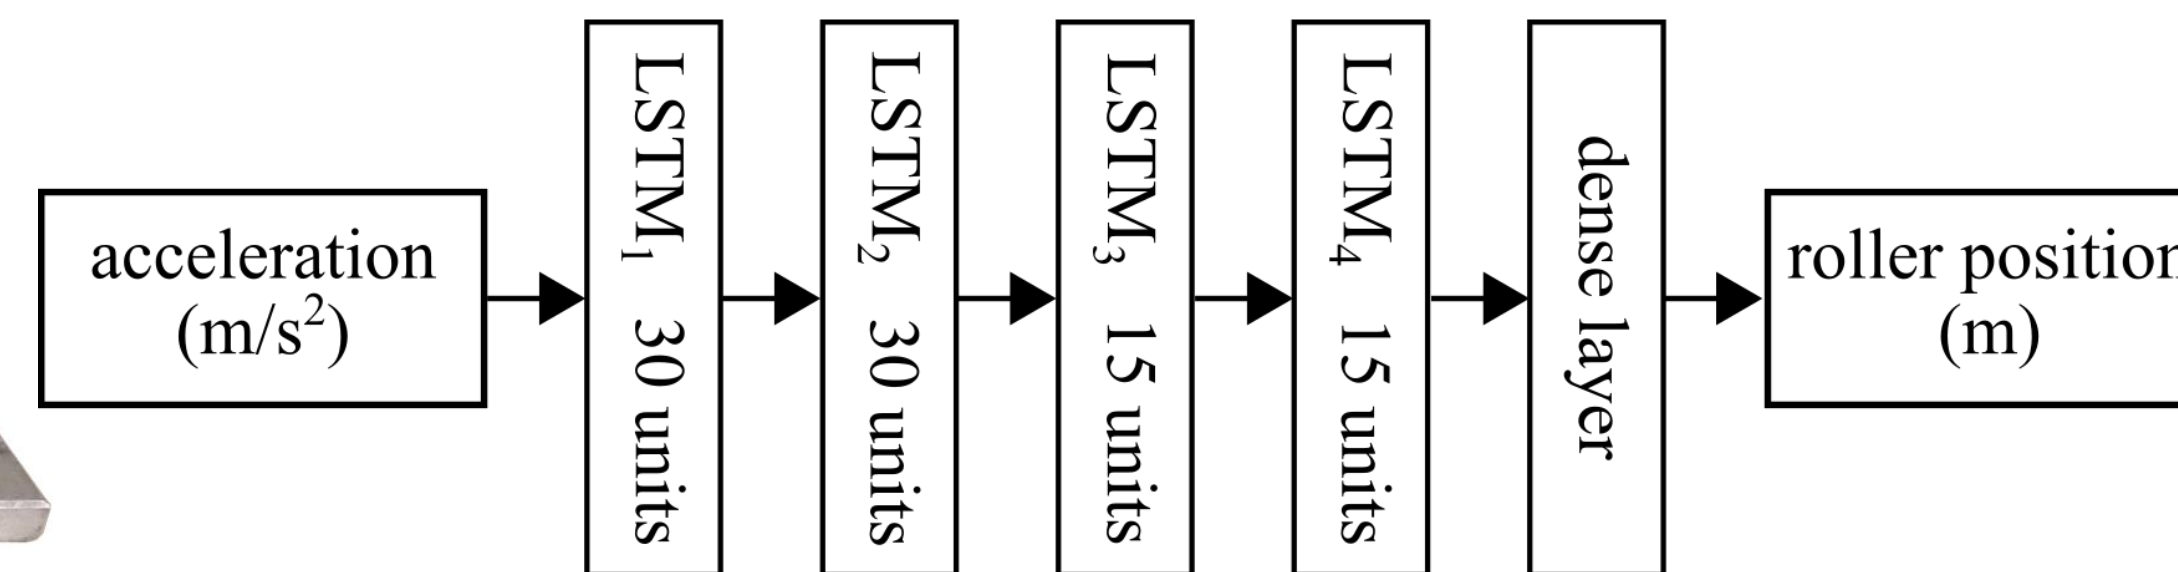 acceleration
(m/s²)
LSTM₁ 30 units
LSTM₂ 30 units
LSTM₃ 15 units
LSTM₄ 15 units
dense layer
roller position
(m)